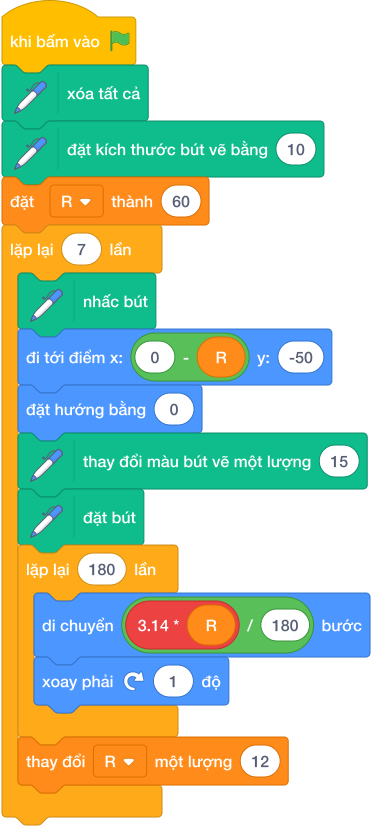 khi bấm vào
xóa tất cả
đặt kích thước bút vẽ bằng 10
đặt R thành 60
lặp lại 7 lần
nhấc bút
đi tới điểm x: 0 - R y: -50
đặt hướng bằng 0
thay đổi màu bút vẽ một lượng 15
đặt bút
lặp lại 180 lần
di chuyển 3.14 * R / 180 bước
xoay phải 1 độ
thay đổi R một lượng 12